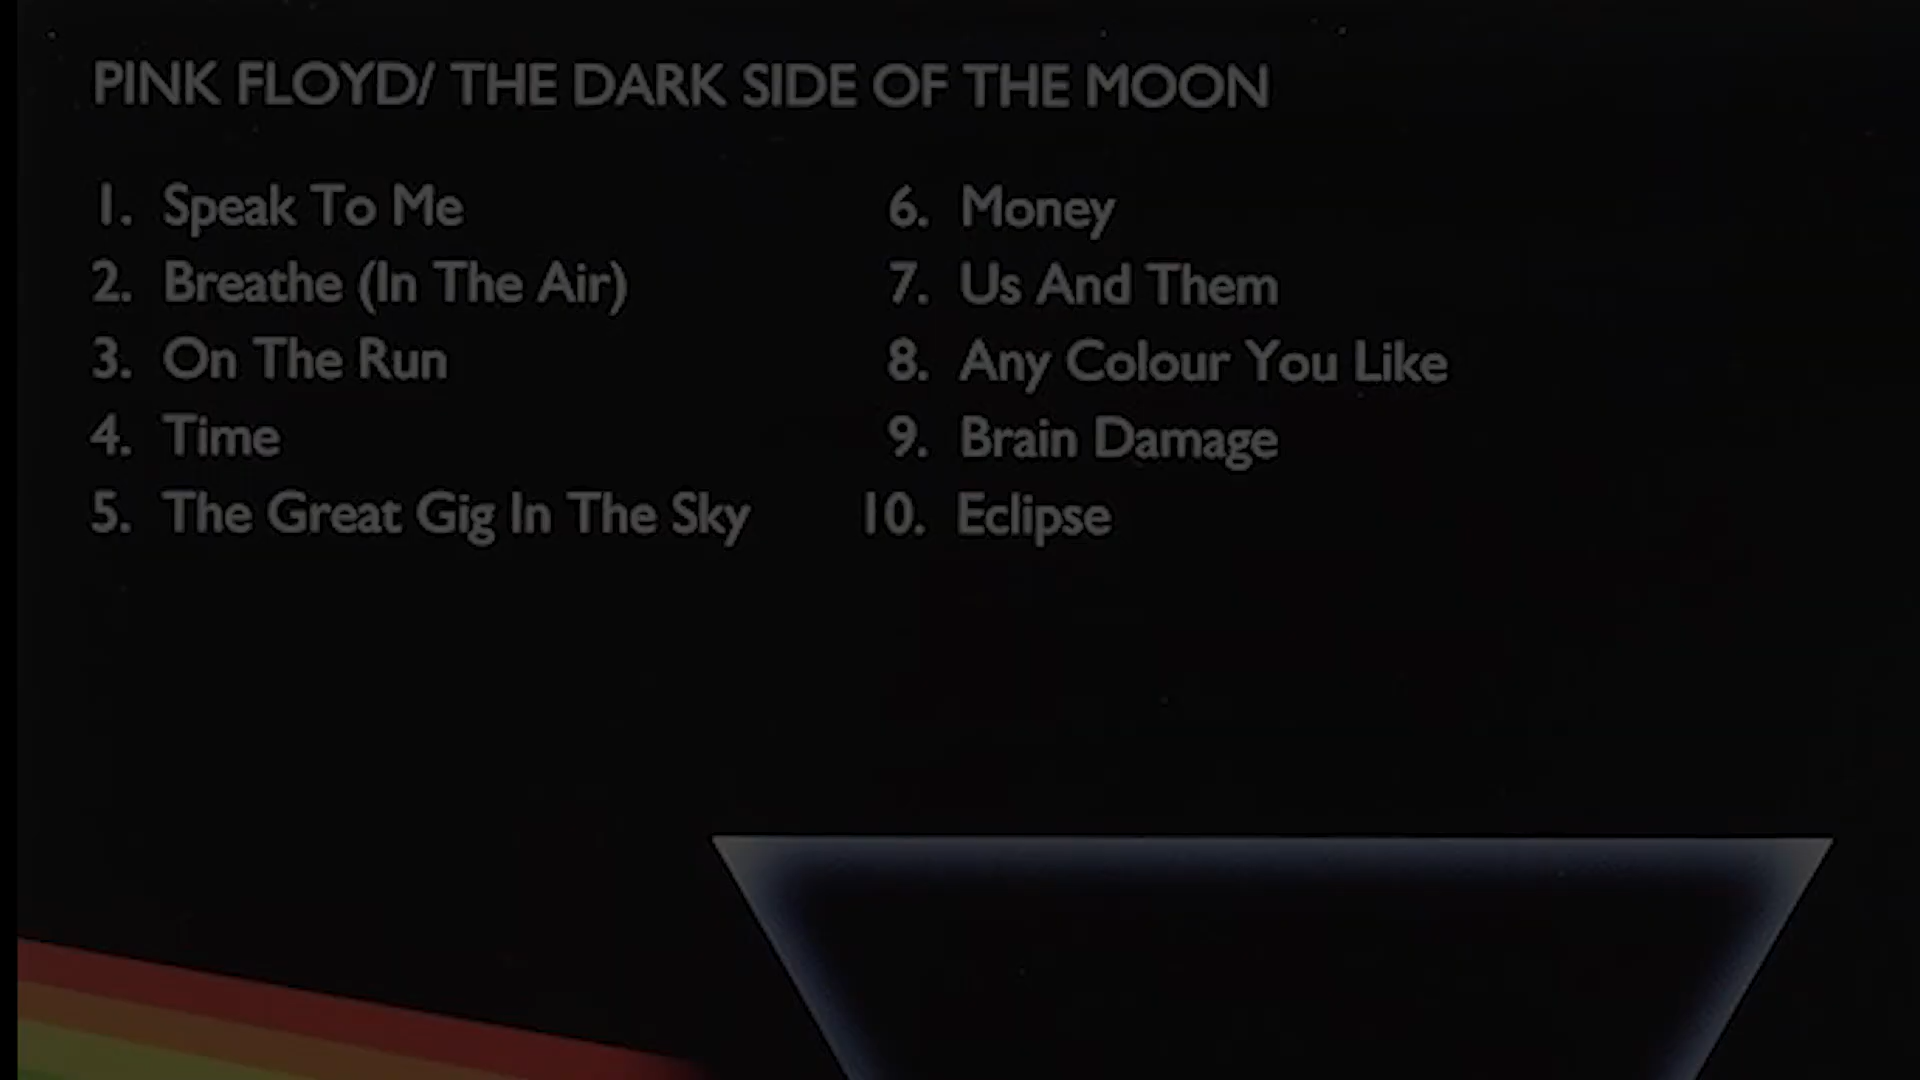 PINK FLOYD/ THE DARK SIDE OF THE MOON
1. Speak To Me
2. Breathe (In The Air)
3. On The Run
4. Time
5. The Great Gig In The Sky
6. Money
7. Us And Them
8. Any Colour You Like
9. Brain Damage
10. Eclipse